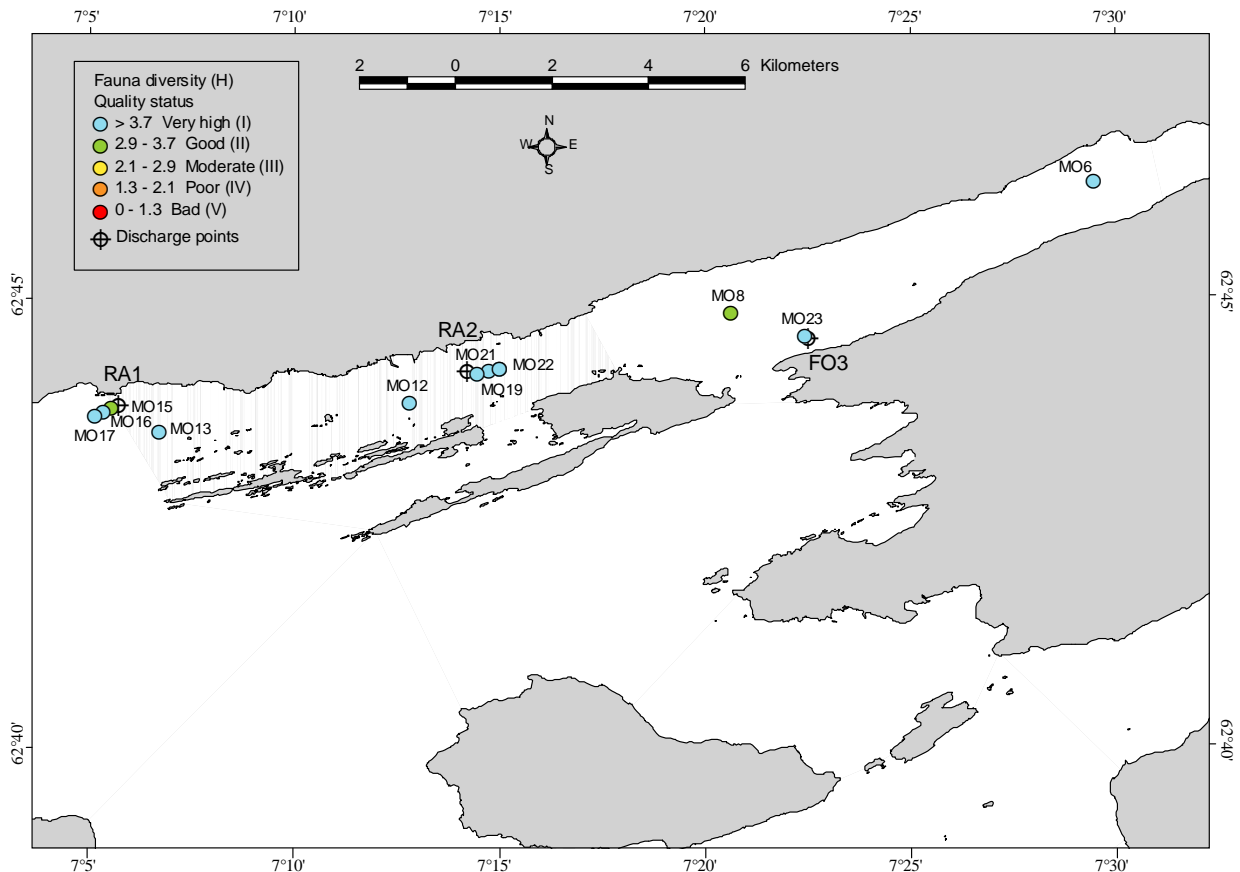 7°5' 7°10' 7°15' 7°20' 7°25' 7°30'
2 0 2 4 6 Kilometers
Fauna diversity (H)
Quality status
> 3.7 Very high (I)
2.9 - 3.7 Good (II)
2.1 - 2.9 Moderate (III)
1.3 - 2.1 Poor (IV)
0 - 1.3 Bad (V)
Discharge points
N
W E
S
MO6
62°45' 62°45'
MO8
MO23
FO3
RA2
MO21
MO22
MO19
RA1
MO12
MO15
MO16
MO17
MO13
62°40' 62°40'
7°5' 7°10' 7°15' 7°20' 7°25' 7°30'